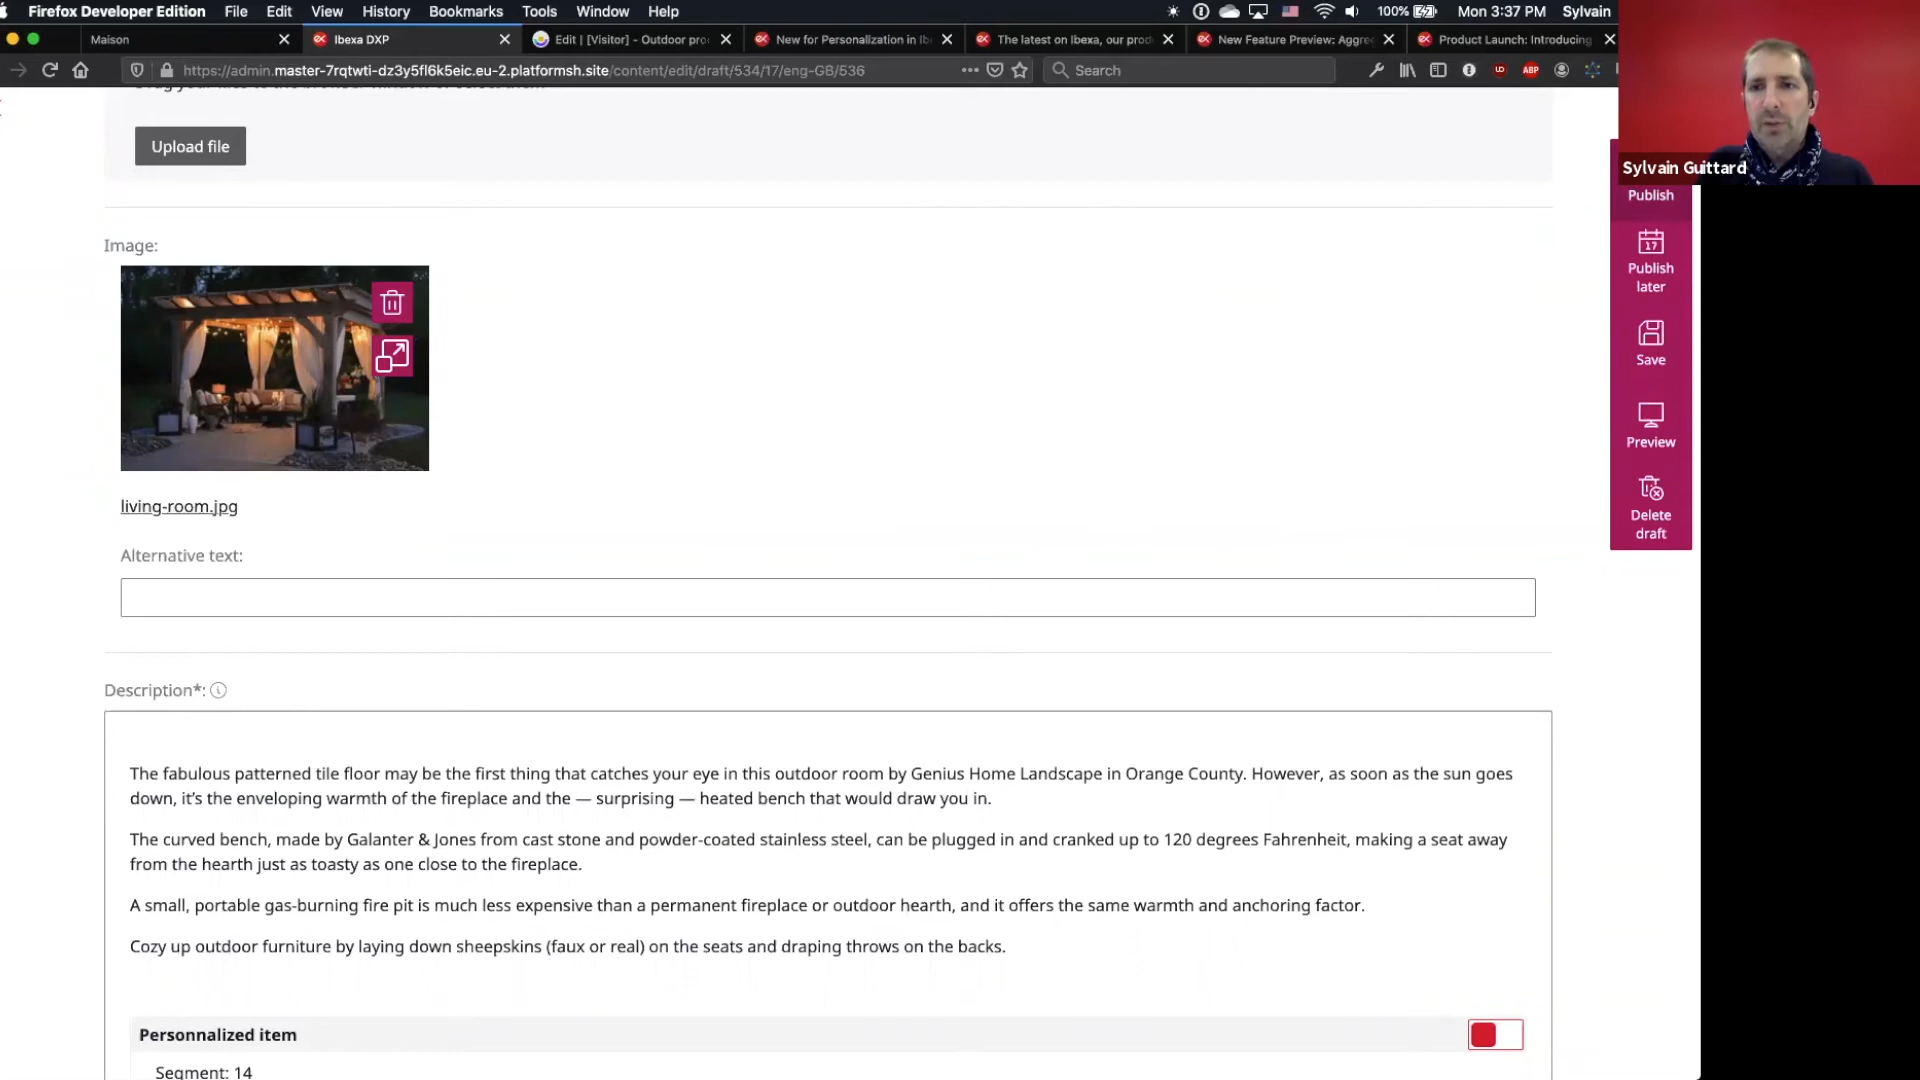 Firefox Developer Edition File Edit View History Bookmarks Tools Window Help 100% Mon 3:37 PM Sylvain
Maison Ibexa DXP Edit | [Visitor] - Outdoor pro New for Personalization in Ib The latest on Ibexa, our prod New Feature Preview: Aggre Product Launch: Introducing
https://admin.master-7rqtwti-dz3y5fl6k5eic.eu-2.platformsh.site/content/edit/draft/534/17/eng-GB/536 Search UD ABP
Upload file
Sylvain Guittard
Publish
Image:
17
Publish
later
Save
Preview
Delete
draft
living-room.jpg
Alternative text:
Description*:
The fabulous patterned tile floor may be the first thing that catches your eye in this outdoor room by Genius Home Landscape in Orange County. However, as soon as the sun goes
down, it’s the enveloping warmth of the fireplace and the — surprising — heated bench that would draw you in.
The curved bench, made by Galanter & Jones from cast stone and powder-coated stainless steel, can be plugged in and cranked up to 120 degrees Fahrenheit, making a seat away
from the hearth just as toasty as one close to the fireplace.
A small, portable gas-burning fire pit is much less expensive than a permanent fireplace or outdoor hearth, and it offers the same warmth and anchoring factor.
Cozy up outdoor furniture by laying down sheepskins (faux or real) on the seats and draping throws on the backs.
Personnalized item
Segment: 14